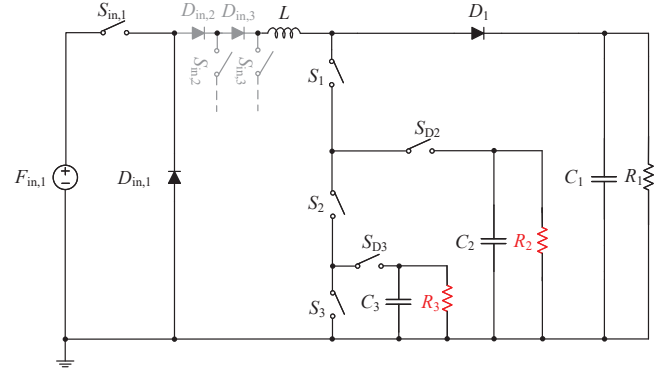 S_in,1
D_in,2
D_in,3
L
D_1
S_in,2
S_in,3
S_1
S_D2
F_in,1
D_in,1
C_1
R_1
S_2
S_D3
C_2
R_2
S_3
C_3
R_3